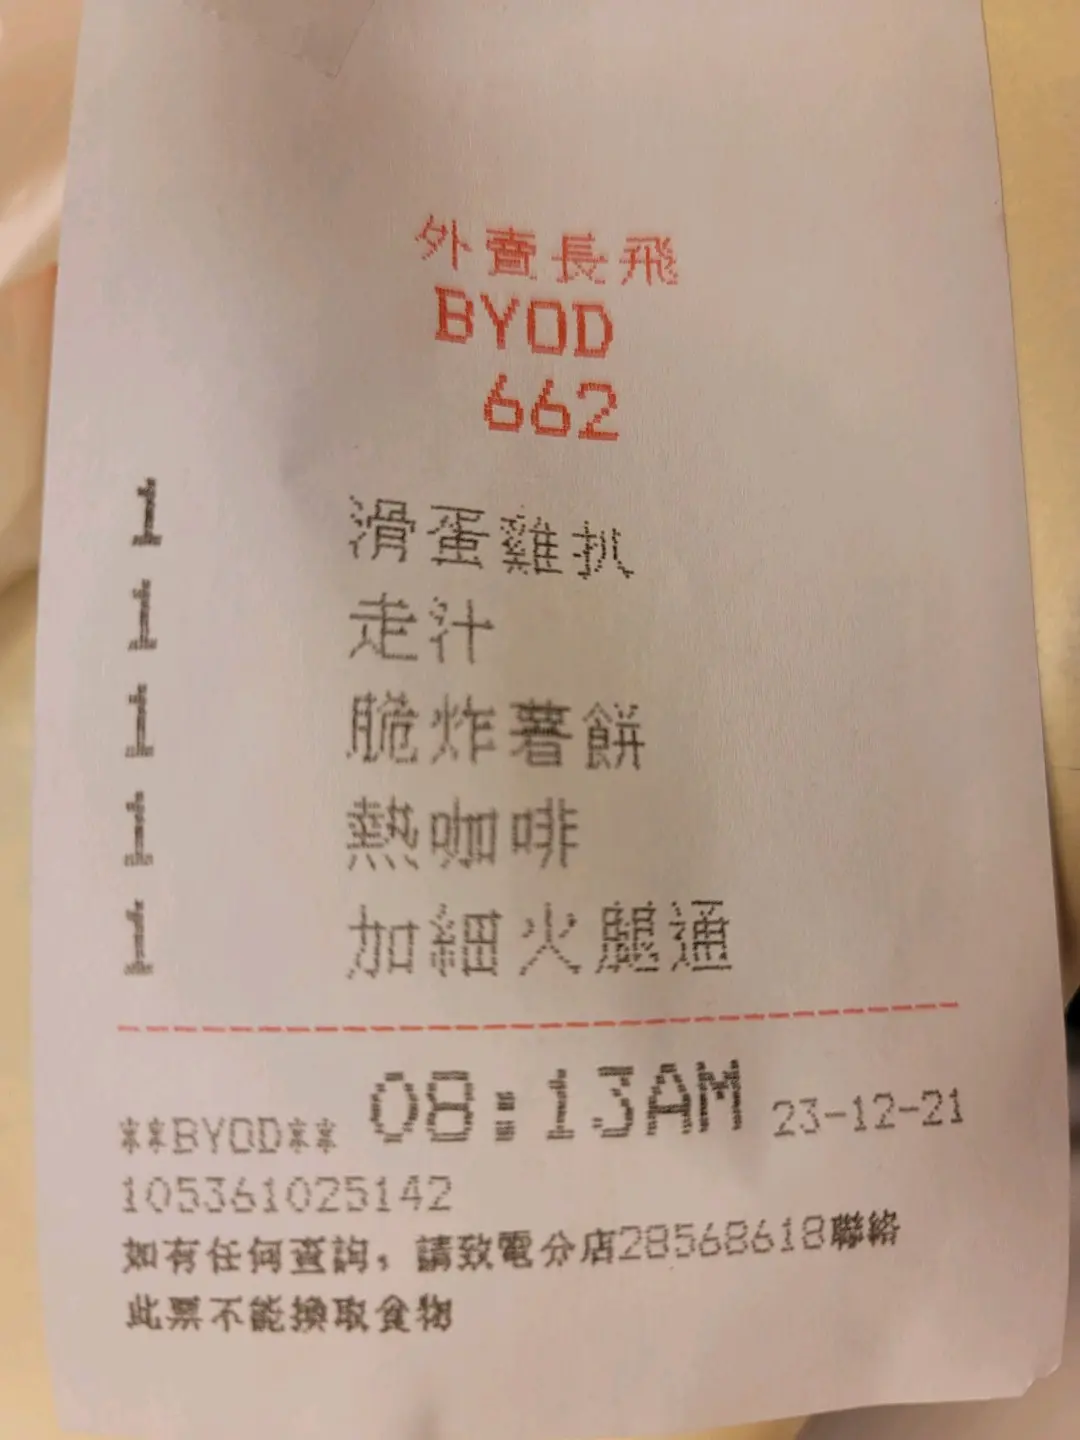 外賣長飛
BYOD
662
1 滑蛋雞扒
1 走汁
1 脆炸薯餅
1 熱咖啡
1 加細火腿通
**BYOD** 08:13AM 23-12-21
105361025142
如有任何查詢，請致電分店28568618聯絡
此票不能換取食物